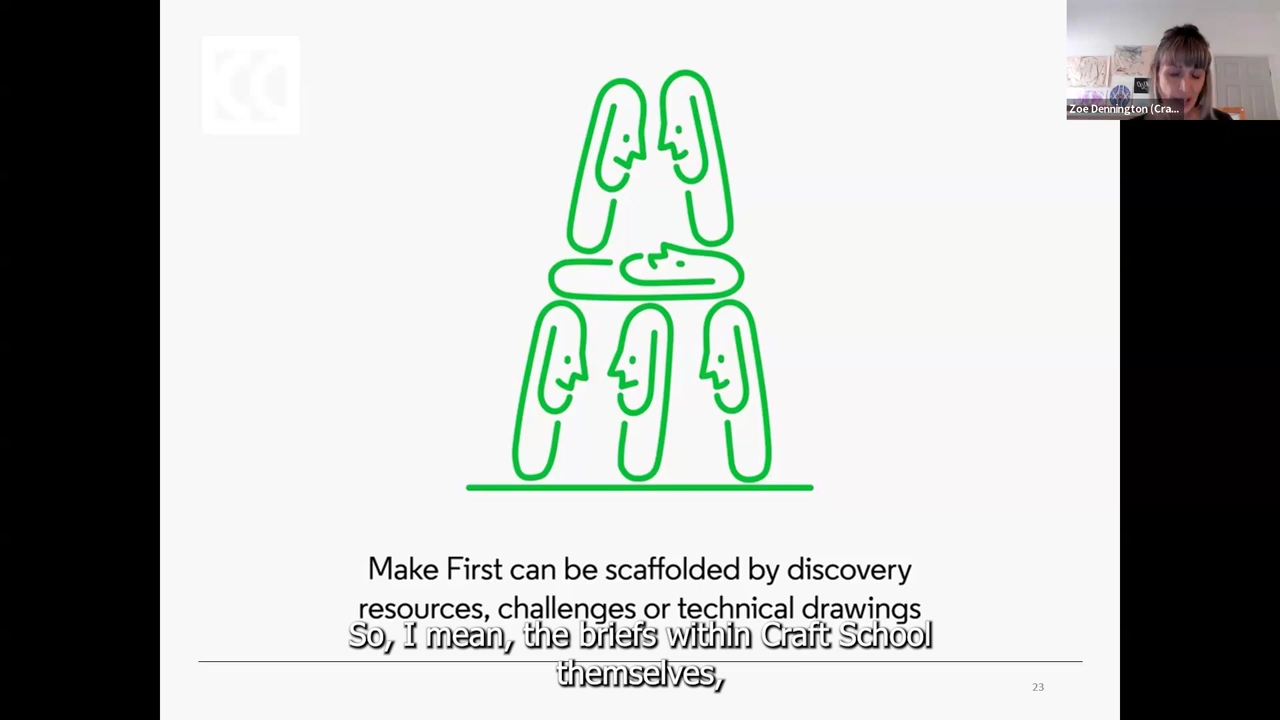 Zoe Dennington (Cra...
Make First can be scaffolded by discovery
resources, challenges or technical drawings
So, I mean, the briefs within Craft School
themselves,
23